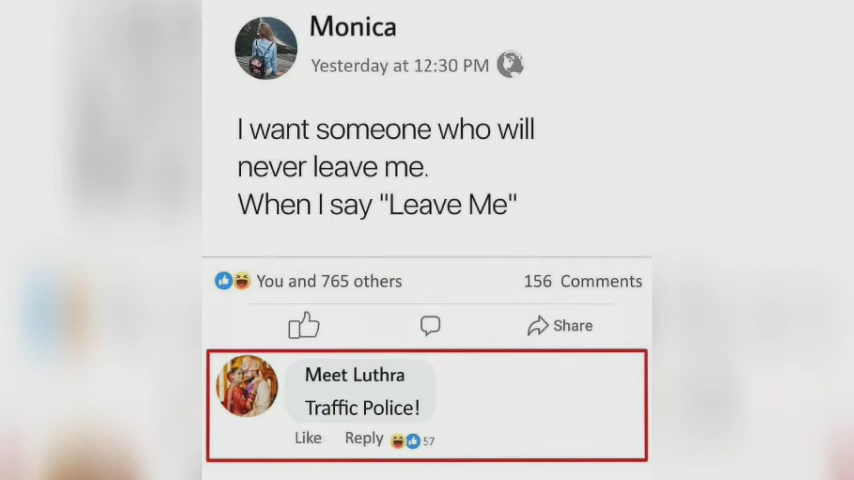 Monica
Yesterday at 12:30 PM
I want someone who will
never leave me.
When I say "Leave Me"
You and 765 others
156 Comments
Share
Meet Luthra
Traffic Police!
Like Reply 57